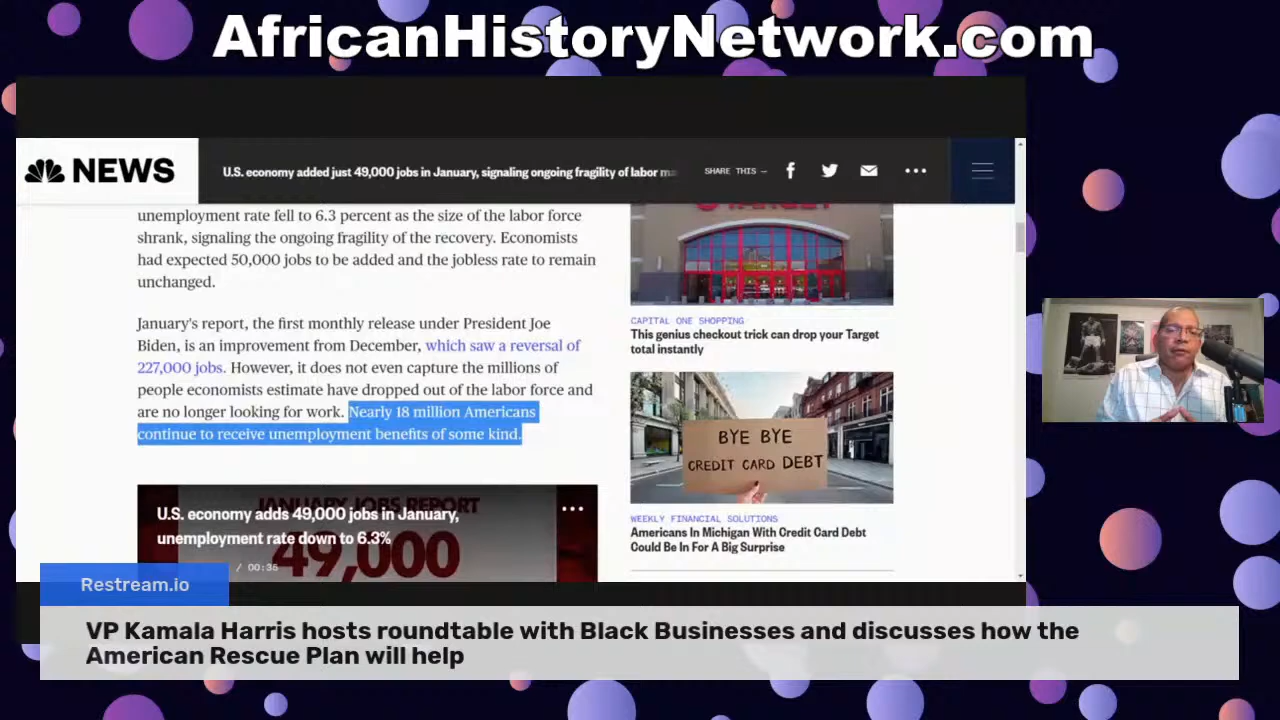 AfricanHistoryNetwork.com
NEWS
U.S. economy added just 49,000 jobs in January, signaling ongoing fragility of labor
SHARE THIS —
unemployment rate fell to 6.3 percent as the size of the labor force
shrank, signaling the ongoing fragility of the recovery. Economists
had expected 50,000 jobs to be added and the jobless rate to remain
unchanged.
January's report, the first monthly release under President Joe
Biden, is an improvement from December, which saw a reversal of
227,000 jobs. However, it does not even capture the millions of
people economists estimate have dropped out of the labor force and
are no longer looking for work. Nearly 18 million Americans
continue to receive unemployment benefits of some kind.
JANUARY JOBS REPORT
49,000
U.S. economy adds 49,000 jobs in January,
unemployment rate down to 6.3%
/ 00:35
TARGET
CAPITAL ONE SHOPPING
This genius checkout trick can drop your Target
total instantly
BYE BYE
CREDIT CARD DEBT
WEEKLY FINANCIAL SOLUTIONS
Americans In Michigan With Credit Card Debt
Could Be In For A Big Surprise
Restream.io
VP Kamala Harris hosts roundtable with Black Businesses and discusses how the
American Rescue Plan will help